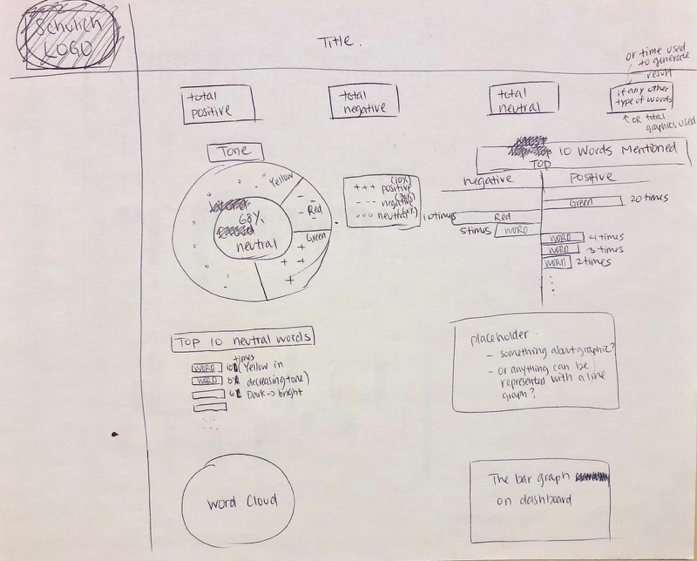 Schulich
LOGO
Title.
or time used
to generate
result
total
positive
total
negative
total
neutral
if any other
type of words
or total
graphics used
Tone
Yellow
Red
Green
68%
neutral
+ + + (10%)
positive
- - - negative
neutral
TOP 10 Words Mentioned
negative
positive
Green 20 times
10 times Red
5 times WORD
WORD 4 times
WORD 3 times
WORD 2 times
Top 10 neutral words
times
WORD 10 (Yellow in
WORD 8 decreasing tone)
6 Dark -> bright
placeholder
- something about graphic?
- or anything can be
represented with a line
graph?
word cloud
The bar graph
on dashboard